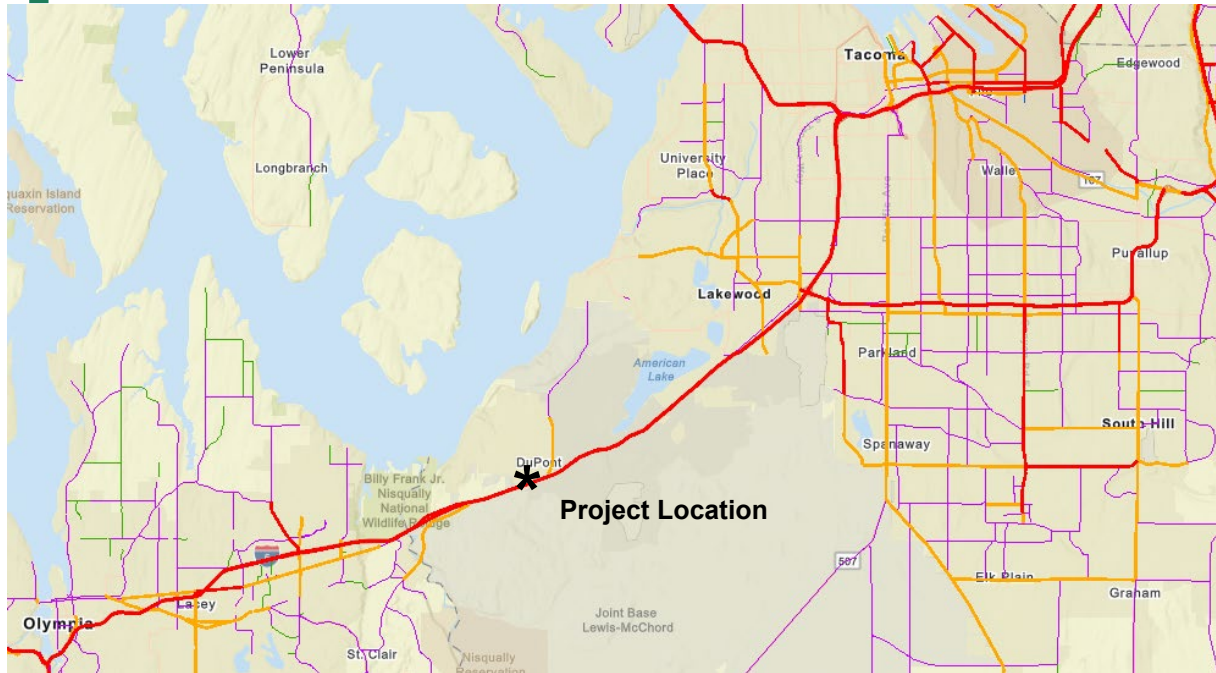 Lower
Peninsula
Tacoma
Edgewood
Longbranch
University
Place
Waller
167
quaxin Island
Reservation
Puyallup
Lakewood
American
Lake
Parkland
South Hill
Spanaway
DuPont
*
Billy Frank Jr.
Nisqually
National
Wildlife Refuge
Project Location
507
Elk Plain
Graham
Lacey
Olympia
Joint Base
Lewis-McChord
St. Clair
Nisqually
Reservation